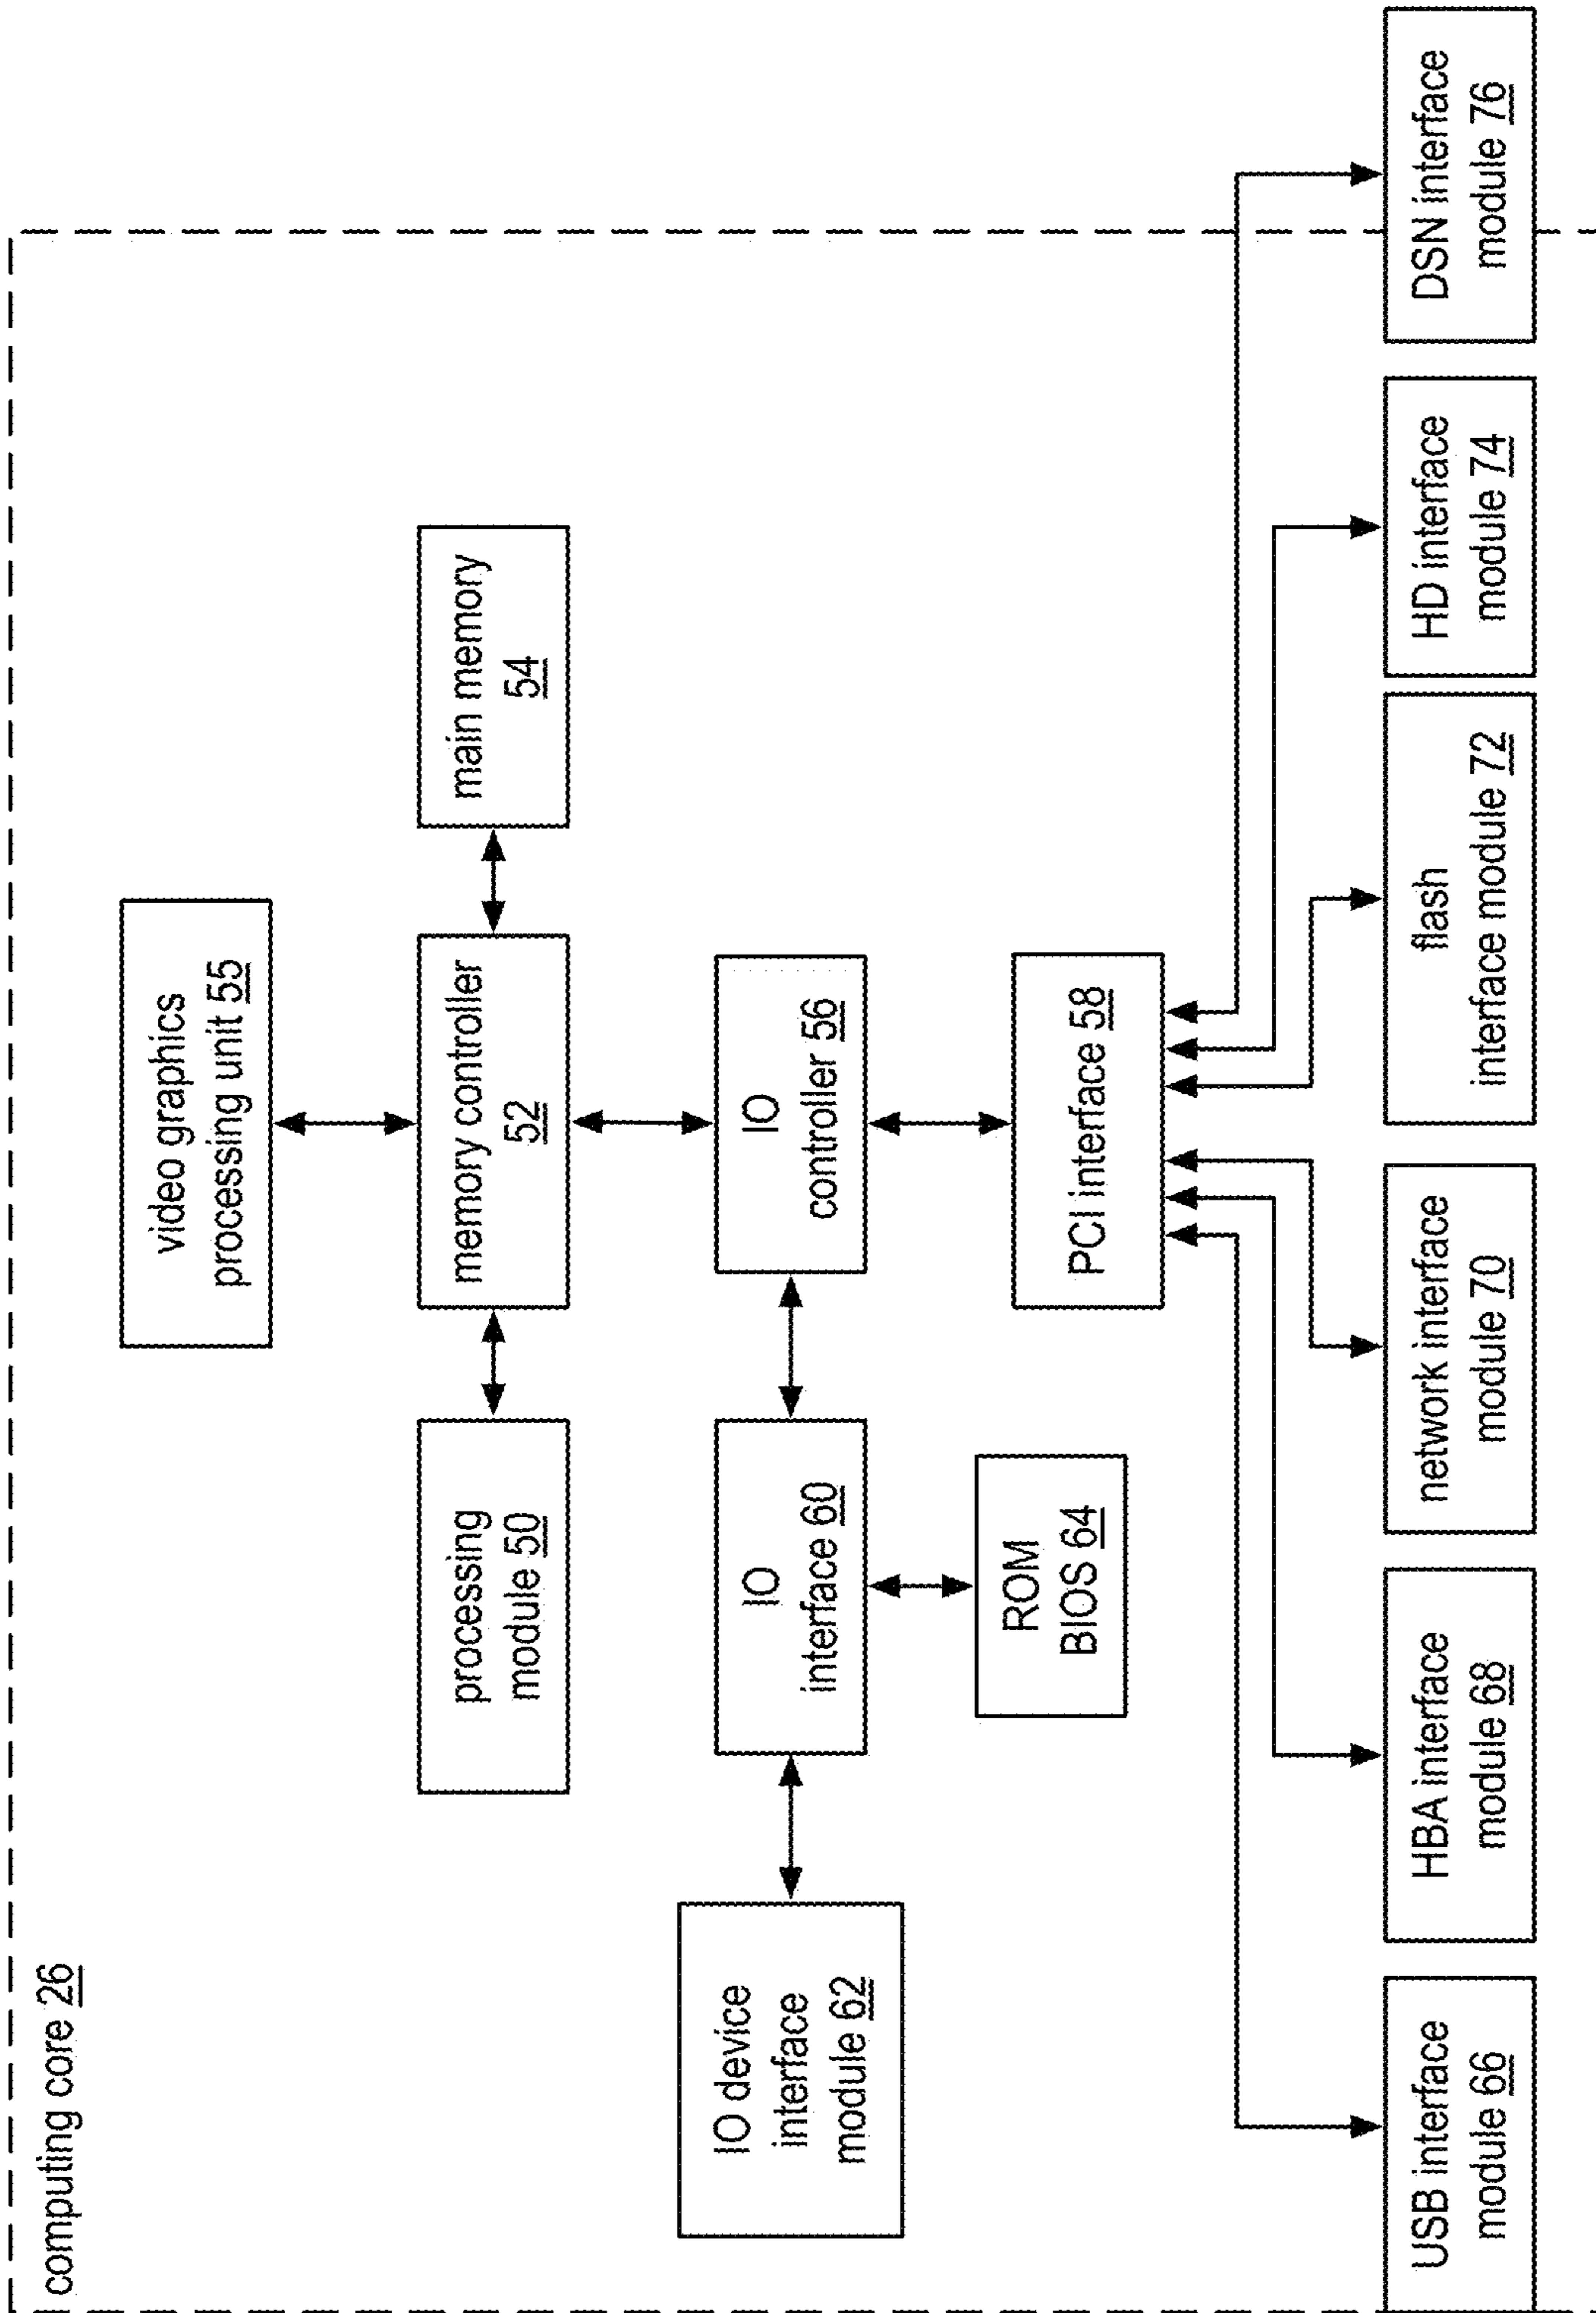 computing core 26
video graphics
processing unit 55
processing
module 50
memory controller
52
main memory
54
IO device
interface
module 62
IO
interface 60
IO
controller 56
ROM
BIOS 64
PCI interface 58
USB interface
module 66
HBA interface
module 68
network interface
module 70
flash
interface module 72
HD interface
module 74
DSN interface
module 76